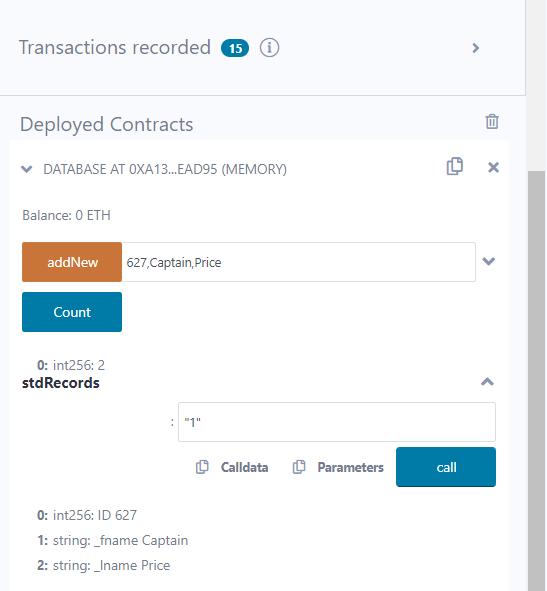 Transactions recorded 15 i
Deployed Contracts
DATABASE AT 0XA13...EAD95 (MEMORY)
Balance: 0 ETH
addNew 627,Captain,Price
Count
0: int256: 2
stdRecords
: "1"
Calldata Parameters call
0: int256: ID 627
1: string: _fname Captain
2: string: _lname Price